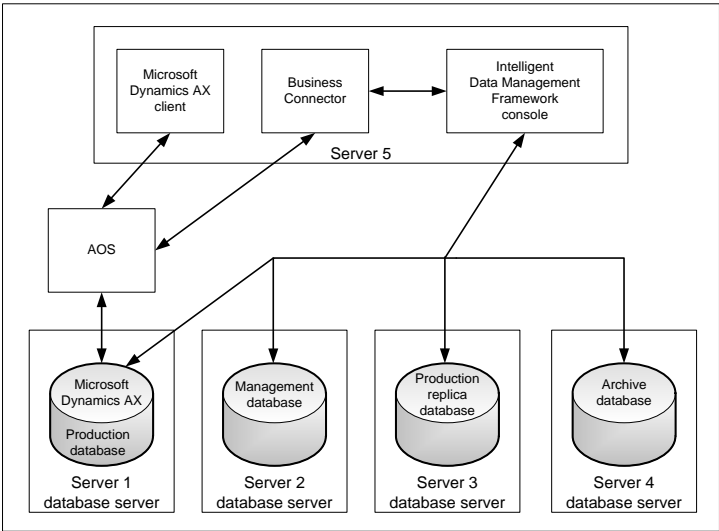 Microsoft
Dynamics AX
client
Business
Connector
Intelligent
Data Management
Framework
console
Server 5
AOS
Microsoft
Dynamics AX
Production
database
Management
database
Production
replica
database
Archive
database
Server 1
database server
Server 2
database server
Server 3
database server
Server 4
database server